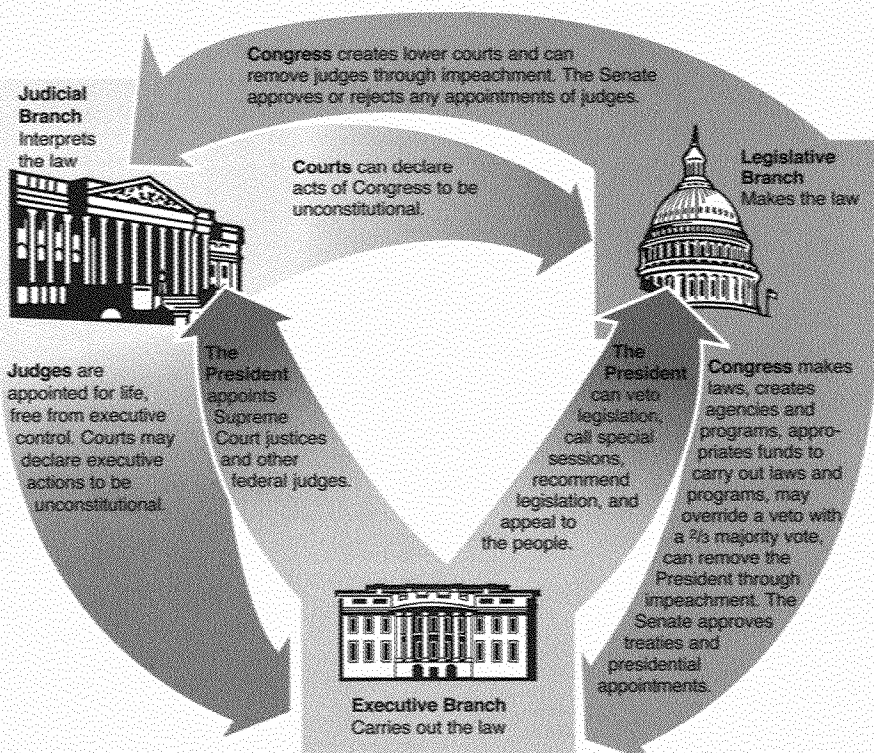 Congress creates lower courts and can
remove judges through impeachment. The Senate
approves or rejects any appointments of judges.
Judicial
Branch
Interprets
the law
Courts can declare
acts of Congress to be
unconstitutional.
Legislative
Branch
Makes the law
Judges are
appointed for life,
free from executive
control. Courts may
declare executive
actions to be
unconstitutional.
The
President
appoints
Supreme
Court justices
and other
federal judges.
The
President
can veto
legislation,
call special
sessions,
recommend
legislation, and
appeal to
the people.
Congress makes
laws, creates
agencies and
programs, appro-
priates funds to
carry out laws and
programs, may
override a veto with
a 2/3 majority vote,
can remove the
President through
impeachment. The
Senate approves
treaties and
presidential
appointments.
Executive Branch
Carries out the law